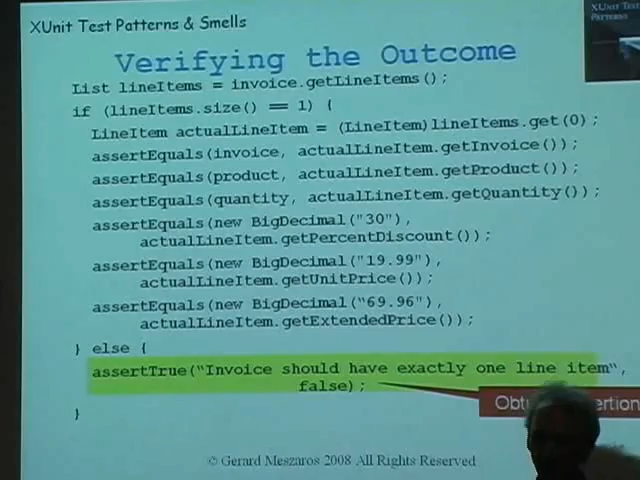 XUnit Test Patterns & Smells
XUNIT TEST
PATTERNS
Verifying the Outcome
List lineItems = invoice.getLineItems();
if (lineItems.size() == 1) {
LineItem actualLineItem = (LineItem)lineItems.get(0);
assertEquals(invoice, actualLineItem.getInvoice());
assertEquals(product, actualLineItem.getProduct());
assertEquals(quantity, actualLineItem.getQuantity());
assertEquals(new BigDecimal("30"),
actualLineItem.getPercentDiscount());
assertEquals(new BigDecimal("19.99"),
actualLineItem.getUnitPrice());
assertEquals(new BigDecimal("69.96"),
actualLineItem.getExtendedPrice());
} else {
assertTrue("Invoice should have exactly one line item",
false);
}
© Gerard Meszaros 2008 All Rights Reserved